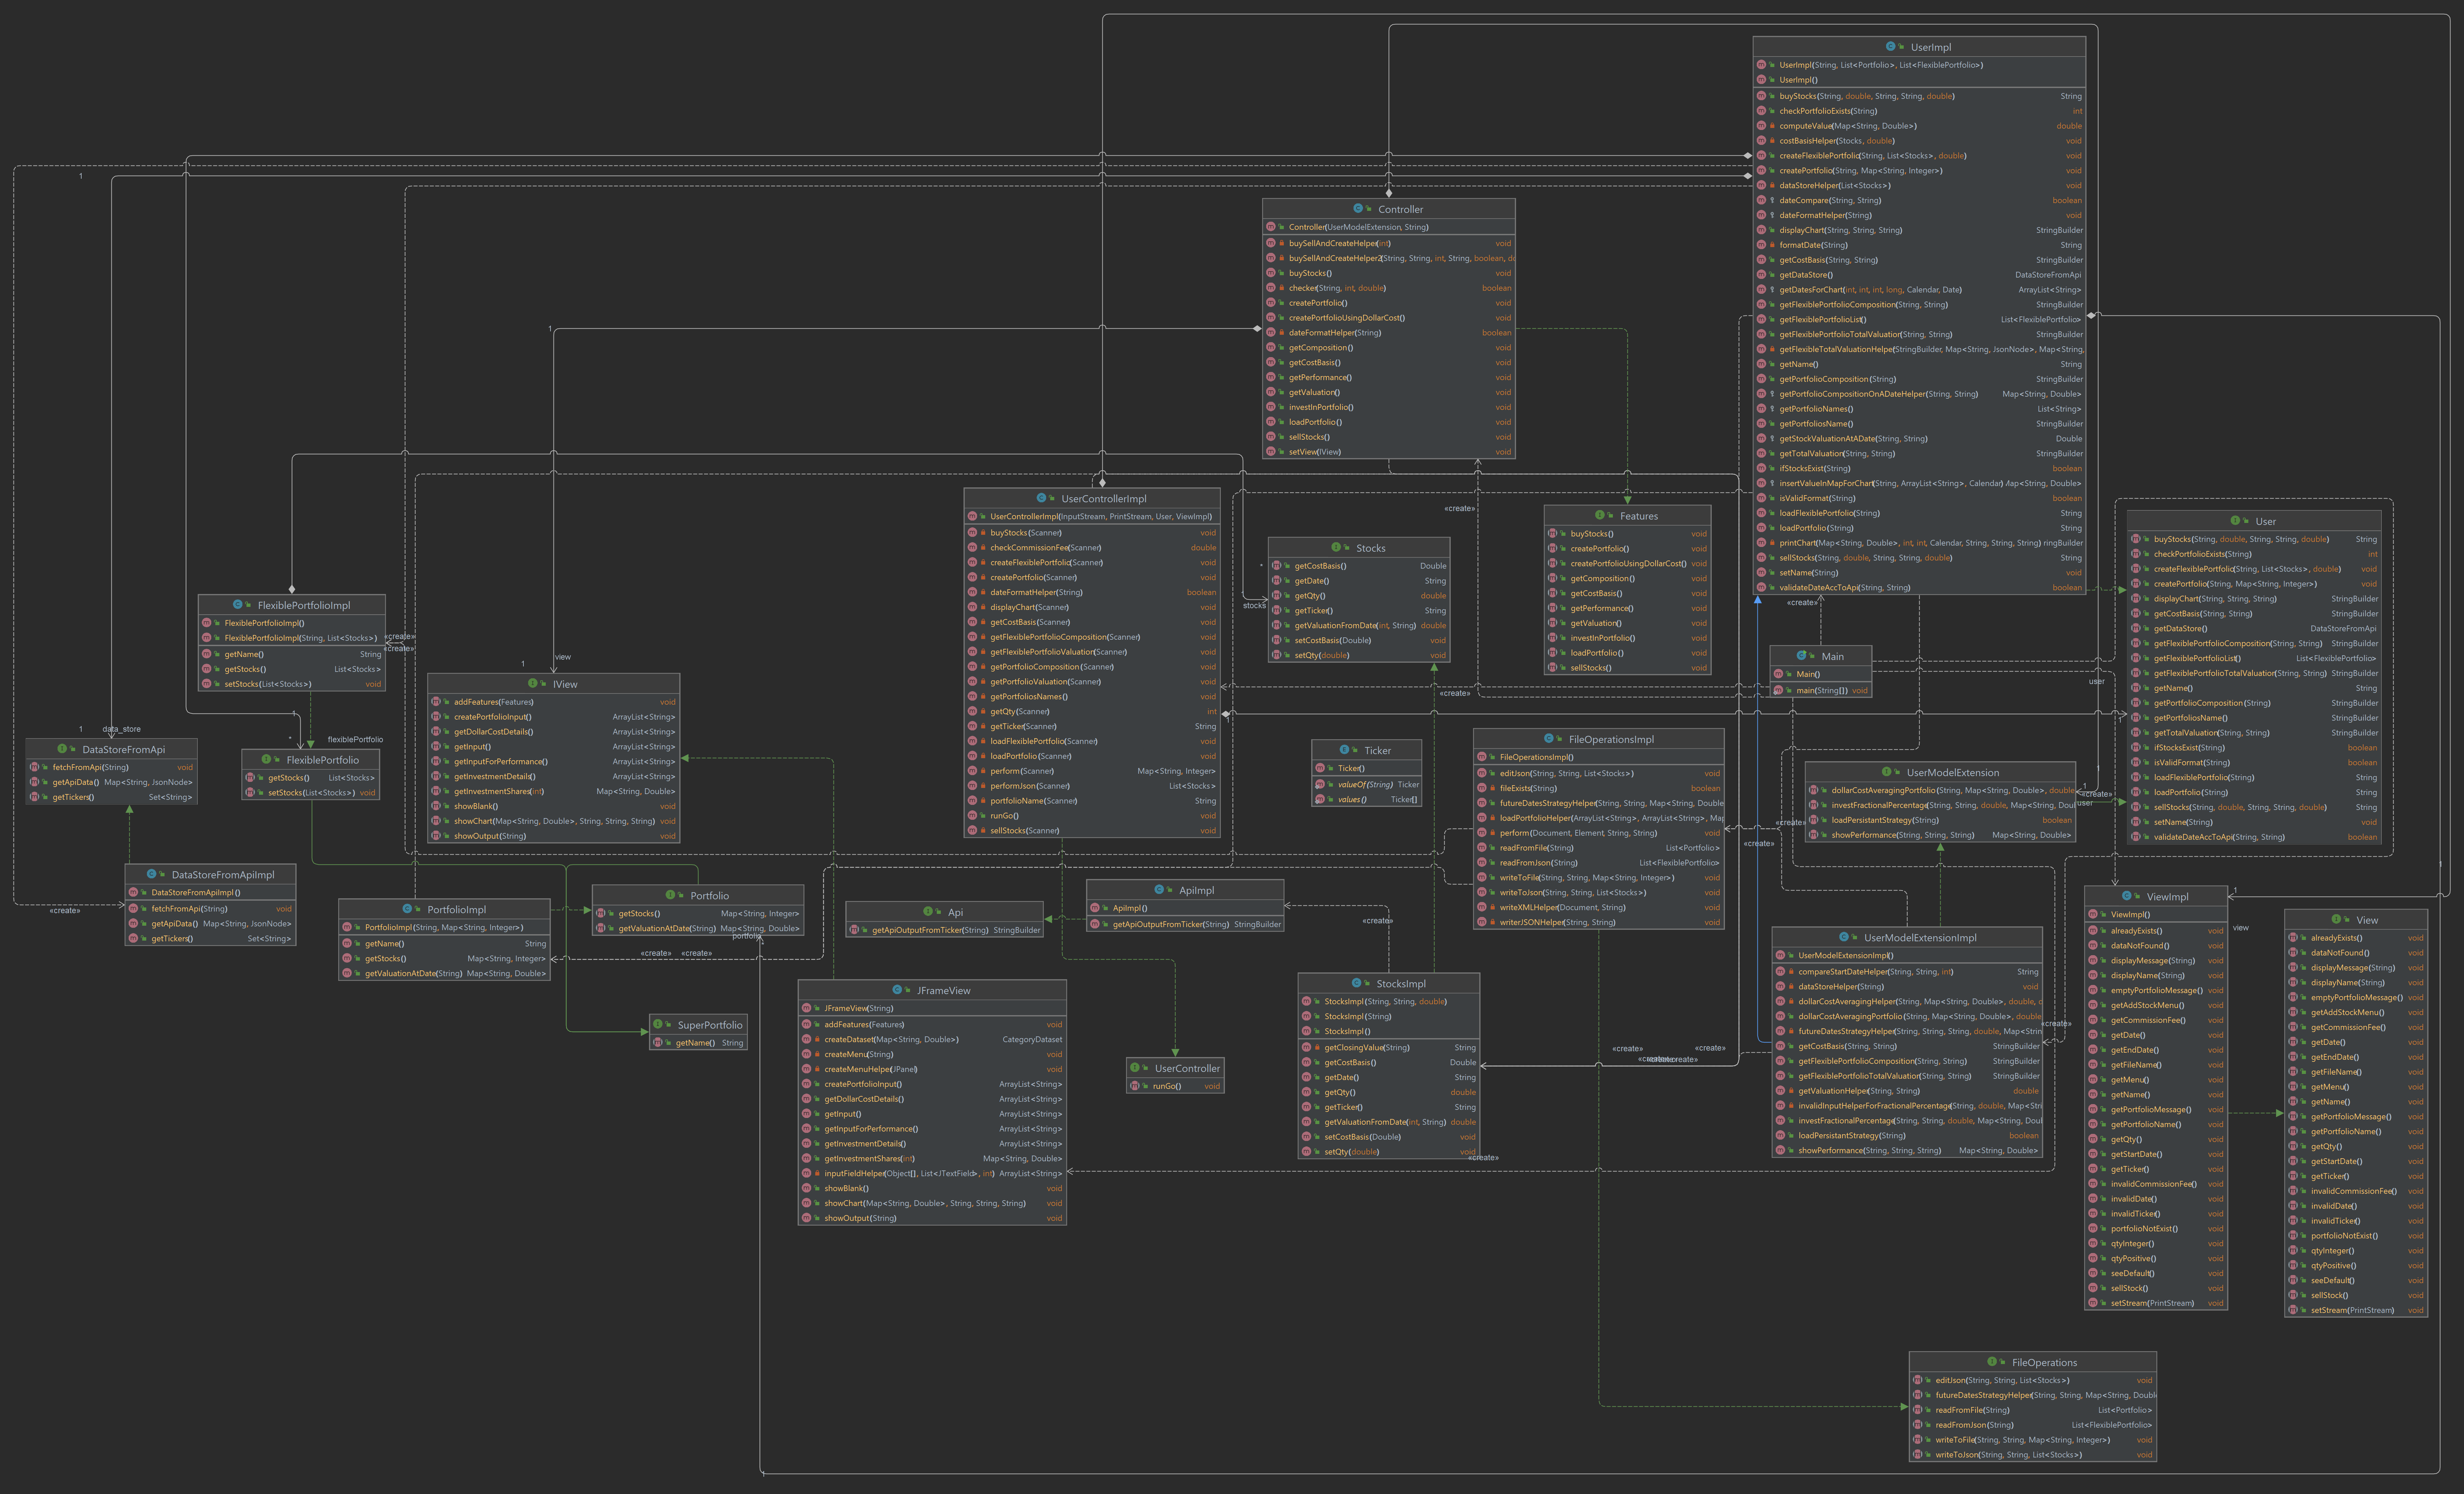 UserImpl
UserImpl(String, List<Portfolio>, List<FlexiblePortfolio>)
UserImpl()
buyStocks(String, double, String, String, double) String
checkPortfolioExists(String) int
computeValue(Map<String, Double>) double
costBasisHelper(Stocks, double) void
createFlexiblePortfolio(String, List<Stocks>, double) void
createPortfolio(String, Map<String, Integer>) void
dataStoreHelper(List<Stocks>) void
dateCompare(String, String) boolean
dateFormatHelper(String) void
displayChart(String, String, String) StringBuilder
formatDate(String) String
getCostBasis(String, String) StringBuilder
getDataStore() DataStoreFromApi
getDatesForChart(int, int, int, long, Calendar, Date) ArrayList<String>
getFlexiblePortfolioComposition(String, String) StringBuilder
getFlexiblePortfolioList() List<FlexiblePortfolio>
getFlexiblePortfolioTotalValuation(String, String) StringBuilder
getFlexibleTotalValuationHelper(StringBuilder, Map<String, JsonNode>, Map<String,
getName() String
getPortfolioComposition(String) StringBuilder
getPortfolioCompositionOnADateHelper(String, String) Map<String, Double>
getPortfolioNames() List<String>
getPortfoliosName() StringBuilder
getStockValuationAtADate(String, String) Double
getTotalValuation(String, String) StringBuilder
ifStocksExist(String) boolean
insertValueInMapForChart(String, ArrayList<String>, Calendar) Map<String, Double>
isValidFormat(String) boolean
loadFlexiblePortfolio(String) String
loadPortfolio(String) String
printChart(Map<String, Double>, int, int, Calendar, String, String, String) ringBuilder
sellStocks(String, double, String, String, double) String
setName(String) void
validateDateAccToApi(String, String) boolean
Controller
Controller(UserModelExtension, String)
buySellAndCreateHelper(int) void
buySellAndCreateHelper2(String, String, int, String, boolean, do
buyStocks() void
checker(String, int, double) boolean
createPortfolio() void
createPortfolioUsingDollarCost() void
dateFormatHelper(String) boolean
getComposition() void
getCostBasis() void
getPerformance() void
getValuation() void
investInPortfolio() void
loadPortfolio() void
sellStocks() void
setView(IView) void
UserControllerImpl
UserControllerImpl(InputStream, PrintStream, User, ViewImpl)
buyStocks(Scanner) void
checkCommissionFee(Scanner) double
createFlexiblePortfolio(Scanner) void
createPortfolio(Scanner) void
dateFormatHelper(String) boolean
displayChart(Scanner) void
getCostBasis(Scanner) void
getFlexiblePortfolioComposition(Scanner) void
getFlexiblePortfolioValuation(Scanner) void
getPortfolioComposition(Scanner) void
getPortfolioValuation(Scanner) void
getPortfoliosNames() void
getQty(Scanner) int
getTicker(Scanner) String
loadFlexiblePortfolio(Scanner) void
loadPortfolio(Scanner) void
perform(Scanner) Map<String, Integer>
performJson(Scanner) List<Stocks>
portfolioName(Scanner) String
runGo() void
sellStocks(Scanner) void
Stocks
getCostBasis() Double
getDate() String
getQty() double
getTicker() String
getValuationFromDate(int, String) double
setCostBasis(Double) void
setQty(double) void
Features
buyStocks() void
createPortfolio() void
createPortfolioUsingDollarCost() void
getComposition() void
getCostBasis() void
getPerformance() void
getValuation() void
investInPortfolio() void
loadPortfolio() void
sellStocks() void
User
buyStocks(String, double, String, String, double) String
checkPortfolioExists(String) int
createFlexiblePortfolio(String, List<Stocks>, double) void
createPortfolio(String, Map<String, Integer>) void
displayChart(String, String, String) StringBuilder
getCostBasis(String, String) StringBuilder
getDataStore() DataStoreFromApi
getFlexiblePortfolioComposition(String, String) StringBuilder
getFlexiblePortfolioList() List<FlexiblePortfolio>
getFlexiblePortfolioTotalValuation(String, String) StringBuilder
getName() String
getPortfolioComposition(String) StringBuilder
getPortfoliosName() StringBuilder
getTotalValuation(String, String) StringBuilder
ifStocksExist(String) boolean
isValidFormat(String) boolean
loadFlexiblePortfolio(String) String
loadPortfolio(String) String
sellStocks(String, double, String, String, double) String
setName(String) void
validateDateAccToApi(String, String) boolean
Main
Main()
main(String[]) void
FlexiblePortfolioImpl
FlexiblePortfolioImpl()
FlexiblePortfolioImpl(String, List<Stocks>)
getName() String
getStocks() List<Stocks>
setStocks(List<Stocks>) void
IView
addFeatures(Features) void
createPortfolioInput() ArrayList<String>
getDollarCostDetails() ArrayList<String>
getInput() ArrayList<String>
getInputForPerformance() ArrayList<String>
getInvestmentDetails() ArrayList<String>
getInvestmentShares(int) Map<String, Double>
showBlank() void
showChart(Map<String, Double>, String, String, String) void
showOutput(String) void
DataStoreFromApi
fetchFromApi(String) void
getApiData() Map<String, JsonNode>
getTickers() Set<String>
FlexiblePortfolio
getStocks() List<Stocks>
setStocks(List<Stocks>) void
Ticker
Ticker()
valueOf(String) Ticker
values() Ticker[]
FileOperationsImpl
FileOperationsImpl()
editJson(String, String, List<Stocks>) void
fileExists(String) boolean
futureDatesStrategyHelper(String, String, Map<String, Double
loadPortfolioHelper(ArrayList<String>, ArrayList<String>, Map
perform(Document, Element, String, String) void
readFromFile(String) List<Portfolio>
readFromJson(String) List<FlexiblePortfolio>
writeToFile(String, String, Map<String, Integer>) void
writeToJson(String, String, List<Stocks>) void
writeXMLHelper(Document, String) void
writerJSONHelper(String, String) void
UserModelExtension
dollarCostAveragingPortfolio(String, Map<String, Double>, double
investFractionalPercentage(String, String, double, Map<String, Doul
loadPersistantStrategy(String) boolean
showPerformance(String, String, String) Map<String, Double>
DataStoreFromApiImpl
DataStoreFromApiImpl()
fetchFromApi(String) void
getApiData() Map<String, JsonNode>
getTickers() Set<String>
PortfolioImpl
PortfolioImpl(String, Map<String, Integer>)
getName() String
getStocks() Map<String, Integer>
getValuationAtDate(String) Map<String, Double>
Portfolio
getStocks() Map<String, Integer>
getValuationAtDate(String) Map<String, Double>
Api
getApiOutputFromTicker(String) StringBuilder
ApiImpl
ApiImpl()
getApiOutputFromTicker(String) StringBuilder
SuperPortfolio
getName() String
JFrameView
JFrameView(String)
addFeatures(Features) void
createDataset(Map<String, Double>) CategoryDataset
createMenu(String) void
createMenuHelper(JPanel) void
createPortfolioInput() ArrayList<String>
getDollarCostDetails() ArrayList<String>
getInput() ArrayList<String>
getInputForPerformance() ArrayList<String>
getInvestmentDetails() ArrayList<String>
getInvestmentShares(int) Map<String, Double>
inputFieldHelper(Object[], List<JTextField>, int) ArrayList<String>
showBlank() void
showChart(Map<String, Double>, String, String, String) void
showOutput(String) void
UserController
runGo() void
StocksImpl
StocksImpl(String, String, double)
StocksImpl(String)
StocksImpl()
getClosingValue(String) String
getCostBasis() Double
getDate() String
getQty() double
getTicker() String
getValuationFromDate(int, String) double
setCostBasis(Double) void
setQty(double) void
UserModelExtensionImpl
UserModelExtensionImpl()
compareStartDateHelper(String, String, int) String
dataStoreHelper(String) void
dollarCostAveragingHelper(String, Map<String, Double>, double, d
dollarCostAveragingPortfolio(String, Map<String, Double>, double
futureDatesStrategyHelper(String, String, String, double, Map<Strin
getCostBasis(String, String) StringBuilder
getFlexiblePortfolioComposition(String, String) StringBuilder
getFlexiblePortfolioTotalValuation(String, String) StringBuilder
getValuationHelper(String, String) double
invalidInputHelperForFractionalPercentage(String, double, Map<Stri
investFractionalPercentage(String, String, double, Map<String, Doul
loadPersistantStrategy(String) boolean
showPerformance(String, String, String) Map<String, Double>
ViewImpl
ViewImpl()
alreadyExists() void
dataNotFound() void
displayMessage(String) void
displayName(String) void
emptyPortfolioMessage() void
getAddStockMenu() void
getCommissionFee() void
getDate() void
getEndDate() void
getFileName() void
getMenu() void
getName() void
getPortfolioMessage() void
getPortfolioName() void
getQty() void
getStartDate() void
getTicker() void
invalidCommissionFee() void
invalidDate() void
invalidTicker() void
portfolioNotExist() void
qtyInteger() void
qtyPositive() void
seeDefault() void
sellStock() void
setStream(PrintStream) void
View
alreadyExists() void
dataNotFound() void
displayMessage(String) void
displayName(String) void
emptyPortfolioMessage() void
getAddStockMenu() void
getCommissionFee() void
getDate() void
getEndDate() void
getFileName() void
getMenu() void
getName() void
getPortfolioMessage() void
getPortfolioName() void
getQty() void
getStartDate() void
getTicker() void
invalidCommissionFee() void
invalidDate() void
invalidTicker() void
portfolioNotExist() void
qtyInteger() void
qtyPositive() void
seeDefault() void
sellStock() void
setStream(PrintStream) void
FileOperations
editJson(String, String, List<Stocks>) void
futureDatesStrategyHelper(String, String, Map<String, Doubl
readFromFile(String) List<Portfolio>
readFromJson(String) List<FlexiblePortfolio>
writeToFile(String, String, Map<String, Integer>) void
writeToJson(String, String, List<Stocks>) void
1
1
«create»
stocks
«create»
«create»
«create»
1
view
user
«create»
1
data_store
1
*
flexiblePortfolio
«create»
user
«create»
«create»
«create»
portfolio
«create»
«create»
«create»
1
view
«create»
«create»
«create»
«create»